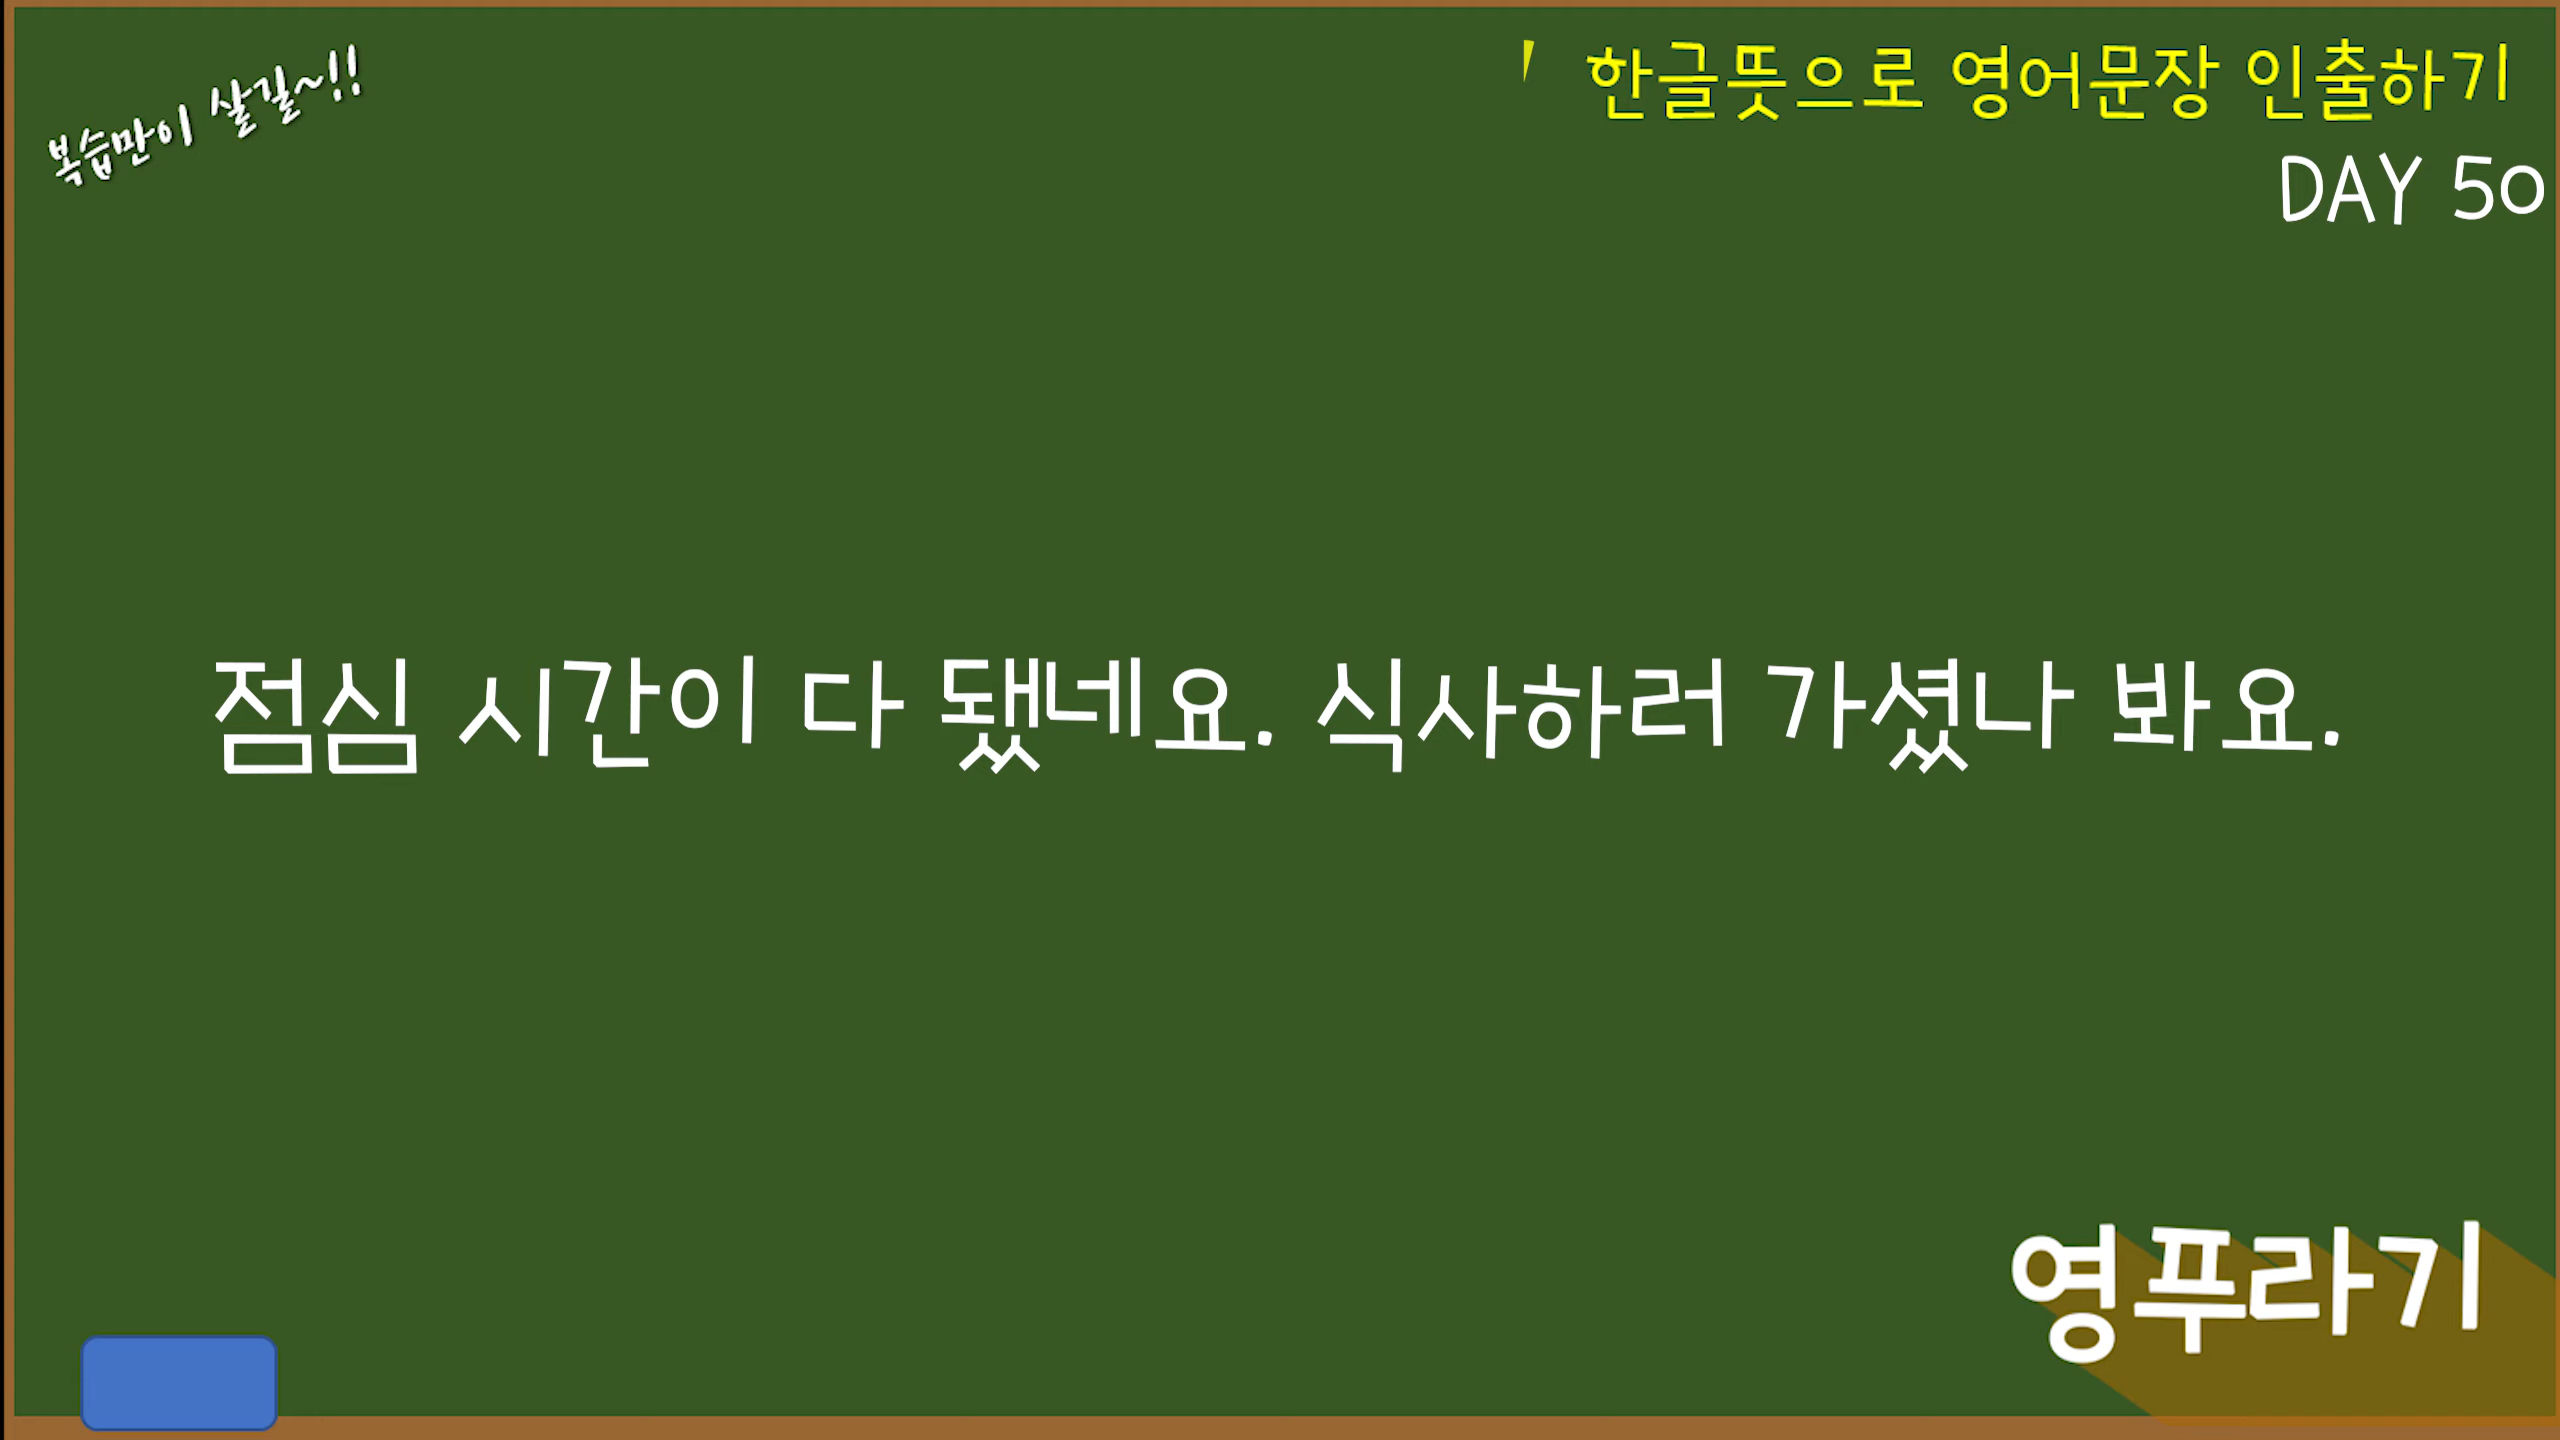 복습만이 살길~!!
' 한글뜻으로 영어문장 인출하기
DAY 50
점심 시간이 다 됐네요. 식사하러 가셨나 봐요.
영푸라기